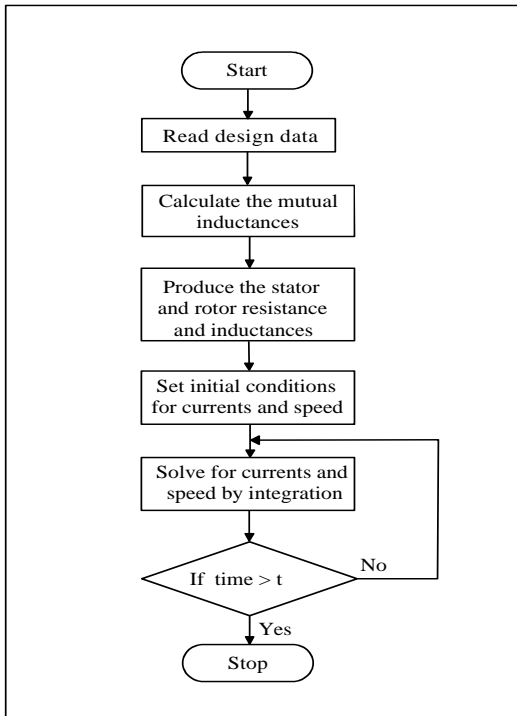 Start
Read design data
Calculate the mutual
inductances
Produce the stator
and rotor resistance
and inductances
Set initial conditions
for currents and speed
Solve for currents and
speed by integration
If time > t
No
Yes
Stop